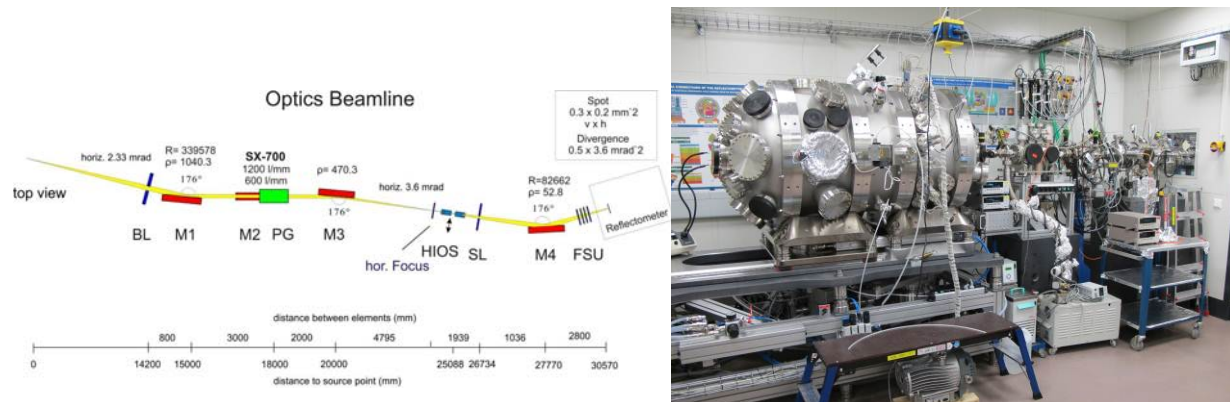 Optics Beamline
Spot
0.3 x 0.2 mm^2
v x h
Divergence
0.5 x 3.6 mrad^2
R= 339578
ρ= 1040.3
SX-700
1200 l/mm
600 l/mm
ρ= 470.3
horiz. 2.33 mrad
176°
horiz. 3.6 mrad
R=82662
ρ= 52.8
176°
top view
176°
Reflectometer
BL
M1
M2
PG
M3
HIOS
SL
M4
FSU
hor. Focus
distance between elements (mm)
800
3000
2000
4795
1939
1036
2800
0
14200
15000
18000
20000
25088
26734
27770
30570
distance to source point (mm)